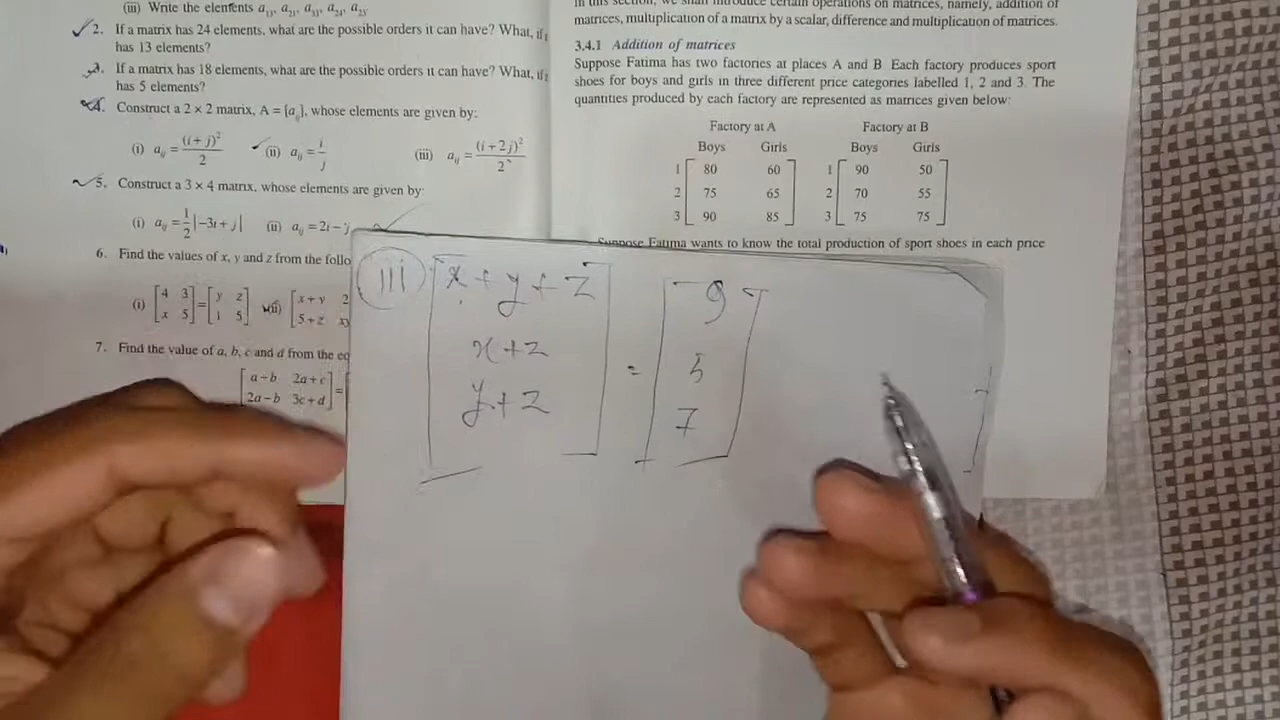 (iii) Write the elements a₁₃, a₂₁, a₃₃, a₂₄, a₂₃
2. If a matrix has 24 elements, what are the possible orders it can have? What, if
has 13 elements?
3. If a matrix has 18 elements, what are the possible orders it can have? What, if
has 5 elements?
4. Construct a 2 × 2 matrix, A = [aᵢⱼ], whose elements are given by:
(i) aᵢⱼ = (i + j)²/2 (ii) aᵢⱼ = i/j (iii) aᵢⱼ = (i + 2j)²/2
5. Construct a 3 × 4 matrix, whose elements are given by:
(i) aᵢⱼ = 1/2 |−3i + j| (ii) aᵢⱼ = 2i − j
6. Find the values of x, y and z from the follo
(i) [4 3 = [y z (ii) [x+y 2
x 5] 1 5] 5+z xy
7. Find the value of a, b, c and d from the eq
[a−b 2a+c] =
[2a−b 3c+d]
in this section, we shall introduce certain operations on matrices, namely, addition of
matrices, multiplication of a matrix by a scalar, difference and multiplication of matrices.
3.4.1 Addition of matrices
Suppose Fatima has two factories at places A and B Each factory produces sport
shoes for boys and girls in three different price categories labelled 1, 2 and 3. The
quantities produced by each factory are represented as matrices given below:
Factory at A Factory at B
Boys Girls Boys Girls
1 80 60 1 90 50
2 75 65 2 70 55
3 90 85 3 75 75
Suppose Fatima wants to know the total production of sport shoes in each price
iii [x + y + z] = [9]
x+z 5
y+z 7